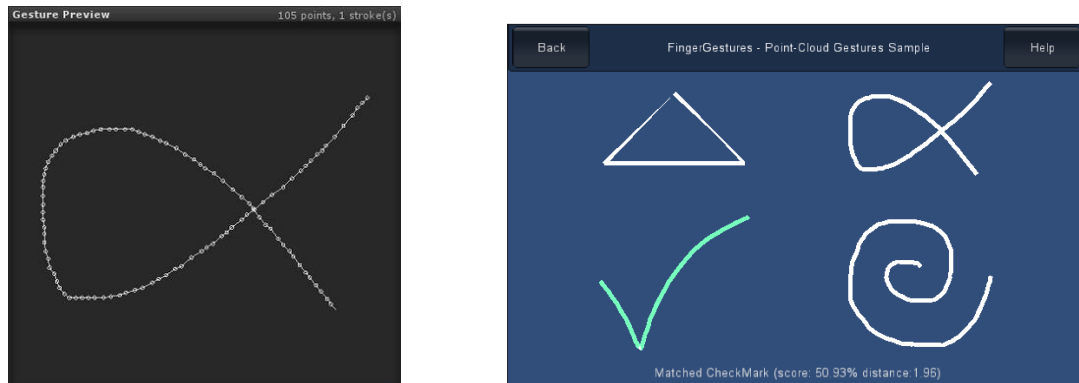 Gesture Preview 105 points, 1 stroke(s)
Back FingerGestures - Point-Cloud Gestures Sample Help
Matched CheckMark (score: 50.93% distance:1.96)